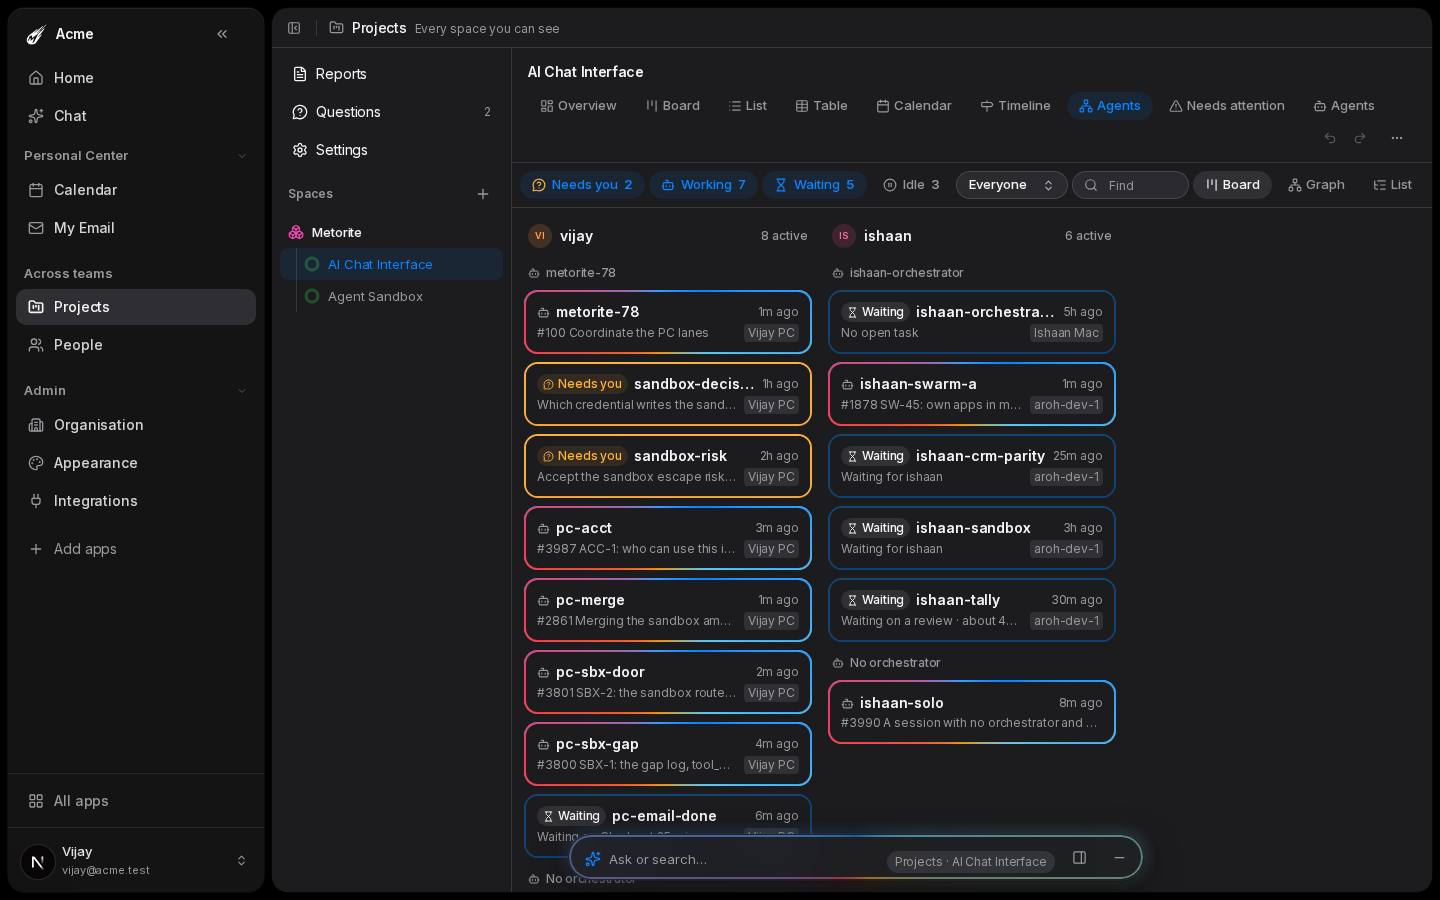 Acme
Home
Chat
Personal Center
Calendar
My Email
Across teams
Projects
People
Admin
Organisation
Appearance
Integrations
Add apps
All apps
Vijay
vijay@acme.test
Projects Every space you can see
Reports
Questions 2
Settings
Spaces
Metorite
AI Chat Interface
Agent Sandbox
AI Chat Interface
Overview Board List Table Calendar Timeline Agents Needs attention Agents
Needs you 2 Working 7 Waiting 5 Idle 3 Everyone Find Board Graph List
VI vijay 8 active
metorite-78
metorite-78 1m ago
#100 Coordinate the PC lanes Vijay PC
Needs you sandbox-decis… 1h ago
Which credential writes the sand… Vijay PC
Needs you sandbox-risk 2h ago
Accept the sandbox escape risk… Vijay PC
pc-acct 3m ago
#3987 ACC-1: who can use this i… Vijay PC
pc-merge 1m ago
#2861 Merging the sandbox am… Vijay PC
pc-sbx-door 2m ago
#3801 SBX-2: the sandbox route… Vijay PC
pc-sbx-gap 4m ago
#3800 SBX-1: the gap log, tool_… Vijay PC
Waiting pc-email-done 6m ago
No orchestrator
IS ishaan 6 active
ishaan-orchestrator
Waiting ishaan-orchestra… 5h ago
No open task Ishaan Mac
ishaan-swarm-a 1m ago
#1878 SW-45: own apps in m… aroh-dev-1
Waiting ishaan-crm-parity 25m ago
Waiting for ishaan aroh-dev-1
Waiting ishaan-sandbox 3h ago
Waiting for ishaan aroh-dev-1
Waiting ishaan-tally 30m ago
Waiting on a review · about 4… aroh-dev-1
No orchestrator
ishaan-solo 8m ago
#3990 A session with no orchestrator and …
Ask or search… Projects · AI Chat Interface